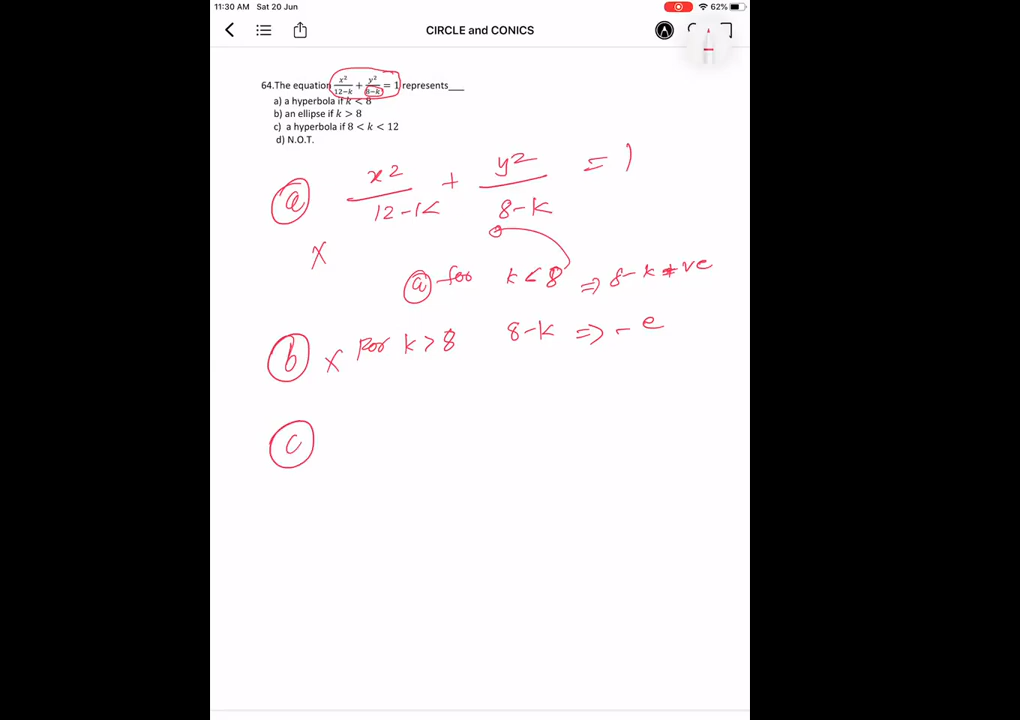 11:30 AM Sat 20 Jun 62%
CIRCLE and CONICS
64.The equation x²/12−k + y²/8−k = 1 represents___
a) a hyperbola if k < 8
b) an ellipse if k > 8
c) a hyperbola if 8 < k < 12
d) N.O.T.
a x²/12-k + y²/8-k = 1
X
a for k < 8 ⇒ 8-k +ve
b X for k > 8 8-k ⇒ -e
C